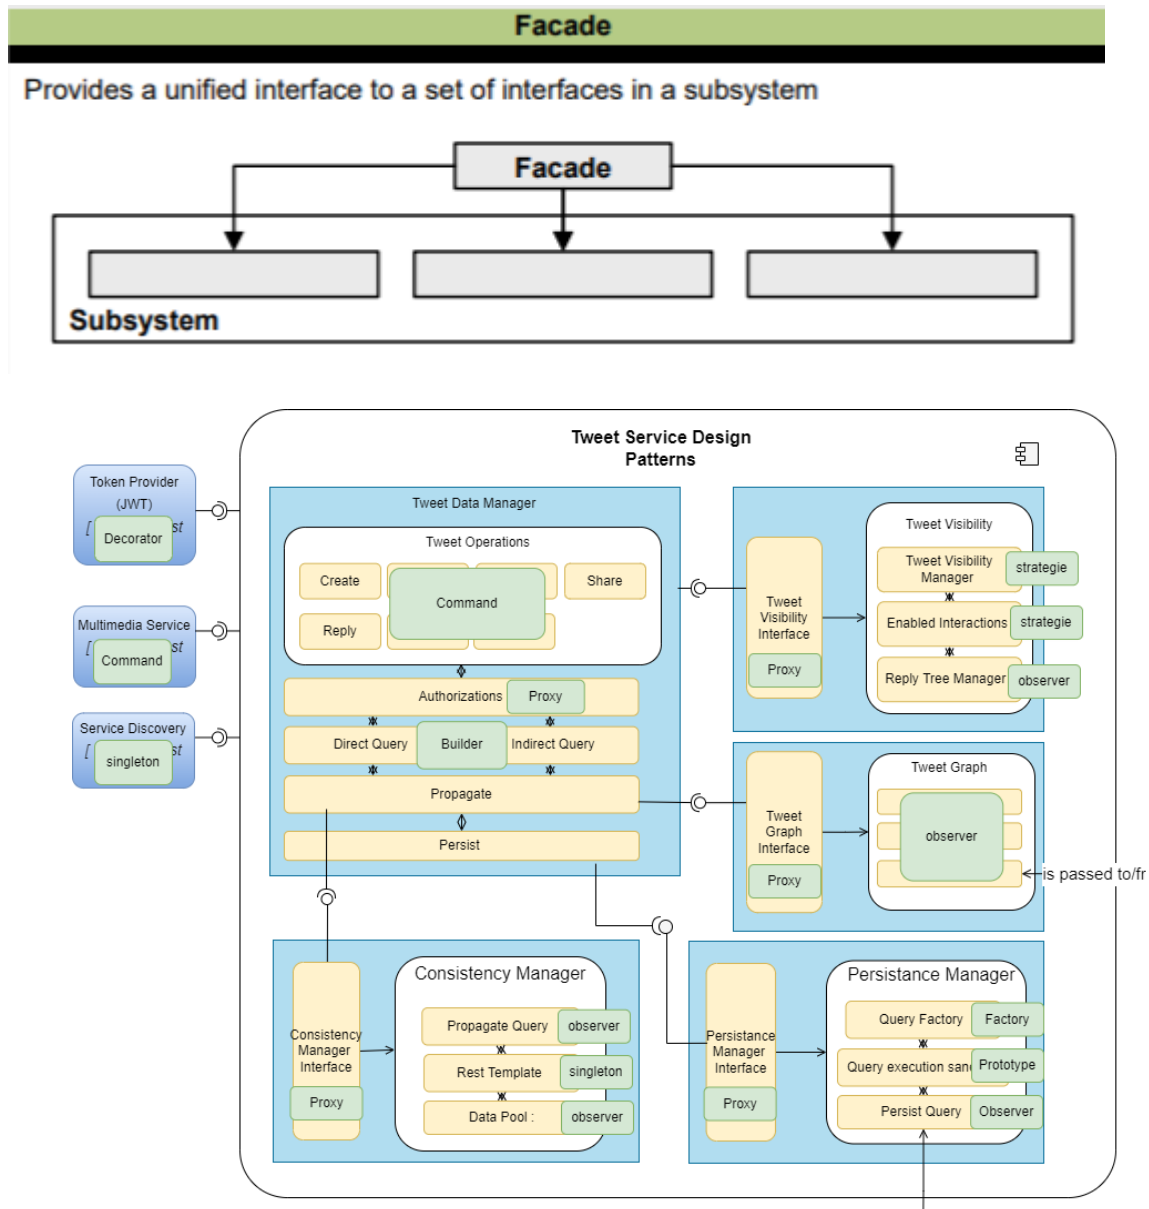 Facade
Provides a unified interface to a set of interfaces in a subsystem
Facade
Subsystem
Tweet Service Design
Patterns
Token Provider
(JWT)
[ st
Decorator
Multimedia Service
[ st
Command
Service Discovery
[ st
singleton
Tweet Data Manager
Tweet Operations
Create
Share
Command
Reply
Authorizations
Proxy
Direct Query
Builder
Indirect Query
Propagate
Persist
Tweet
Visibility
Interface
Proxy
Tweet Visibility
Tweet Visibility
Manager
strategie
Enabled Interactions
strategie
Reply Tree Manager
observer
Tweet
Graph
Interface
Proxy
Tweet Graph
observer
is passed to/fr
Consistency
Manager
Interface
Proxy
Consistency Manager
Propagate Query
observer
Rest Template
singleton
Data Pool :
observer
Persistance
Manager
Interface
Proxy
Persistance Manager
Query Factory
Factory
Query execution san
Prototype
Persist Query
Observer